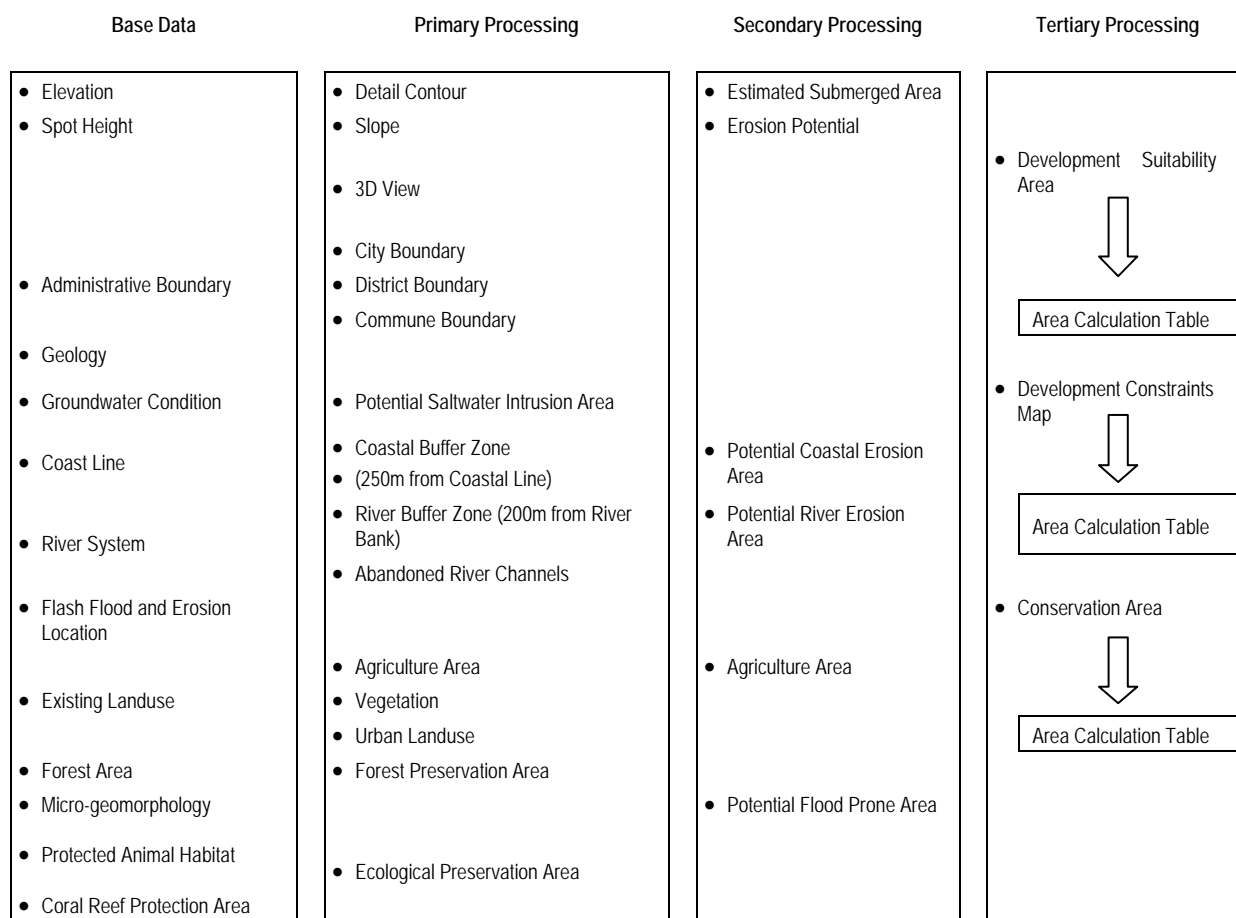 Base Data
Primary Processing
Secondary Processing
Tertiary Processing
• Elevation
• Spot Height
• Administrative Boundary
• Geology
• Groundwater Condition
• Coast Line
• River System
• Flash Flood and Erosion
Location
• Existing Landuse
• Forest Area
• Micro-geomorphology
• Protected Animal Habitat
• Coral Reef Protection Area
• Detail Contour
• Slope
• 3D View
• City Boundary
• District Boundary
• Commune Boundary
• Potential Saltwater Intrusion Area
• Coastal Buffer Zone
• (250m from Coastal Line)
• River Buffer Zone (200m from River
Bank)
• Abandoned River Channels
• Agriculture Area
• Vegetation
• Urban Landuse
• Forest Preservation Area
• Ecological Preservation Area
• Estimated Submerged Area
• Erosion Potential
• Potential Coastal Erosion
Area
• Potential River Erosion
Area
• Agriculture Area
• Potential Flood Prone Area
• Development Suitability
Area
Area Calculation Table
• Development Constraints
Map
Area Calculation Table
• Conservation Area
Area Calculation Table